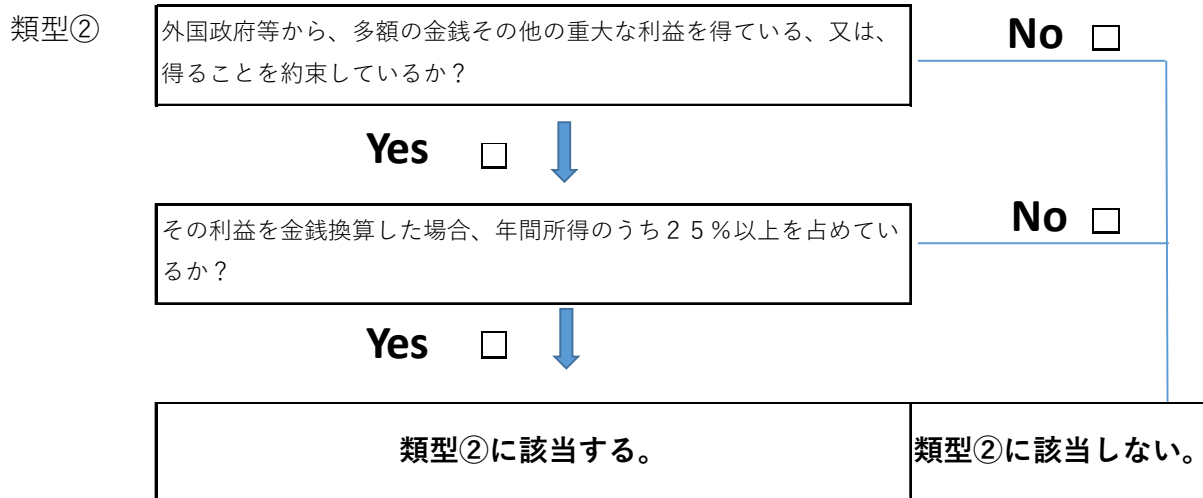 類型②
外国政府等から、多額の金銭その他の重大な利益を得ている、又は、
得ることを約束しているか？
No □
Yes □
その利益を金銭換算した場合、年間所得のうち２５％以上を占めてい
るか？
No □
Yes □
類型②に該当する。
類型②に該当しない。